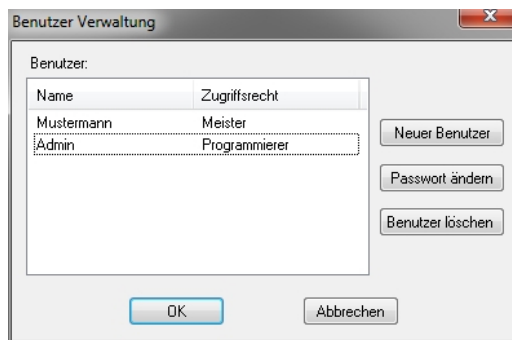 Benutzer Verwaltung
Benutzer:
Name Zugriffsrecht
Mustermann Meister
Admin Programmierer
Neuer Benutzer
Passwort ändern
Benutzer löschen
OK Abbrechen